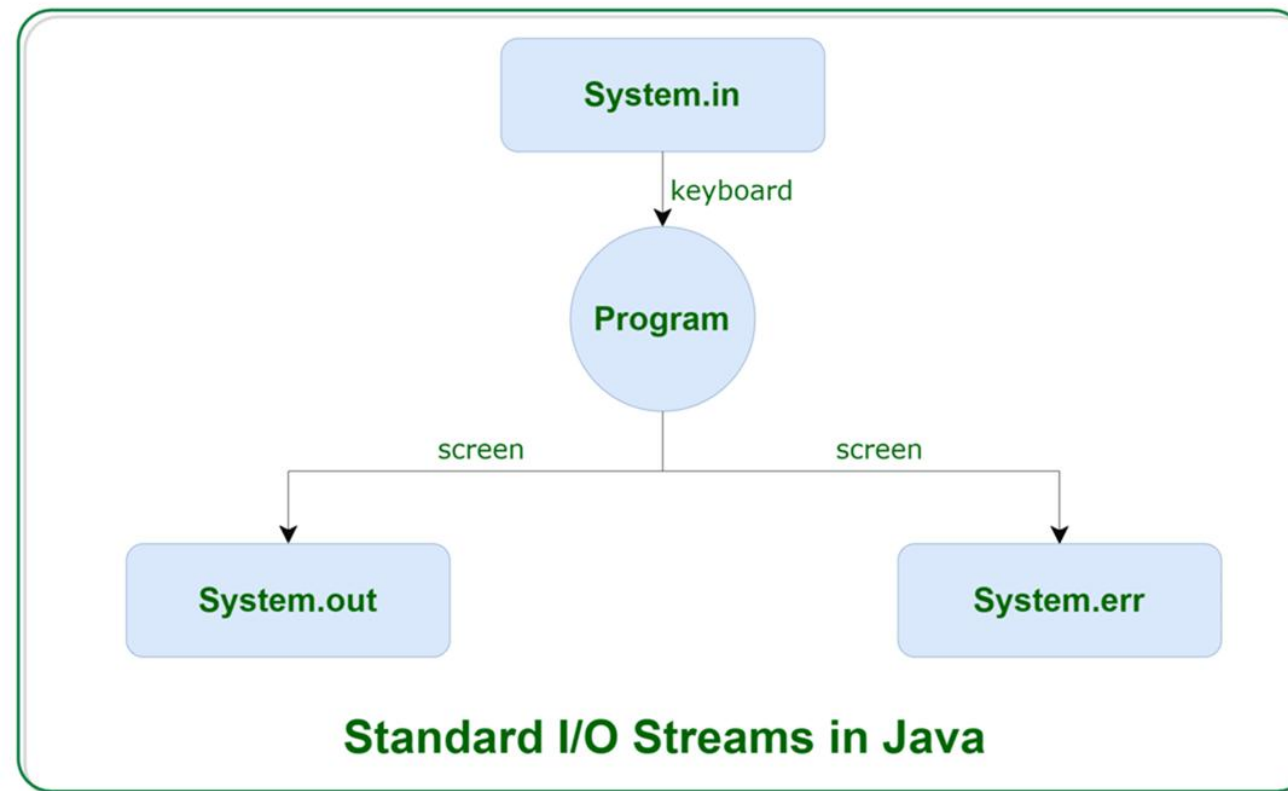 System.in
keyboard
Program
screen
screen
System.out
System.err
Standard I/O Streams in Java